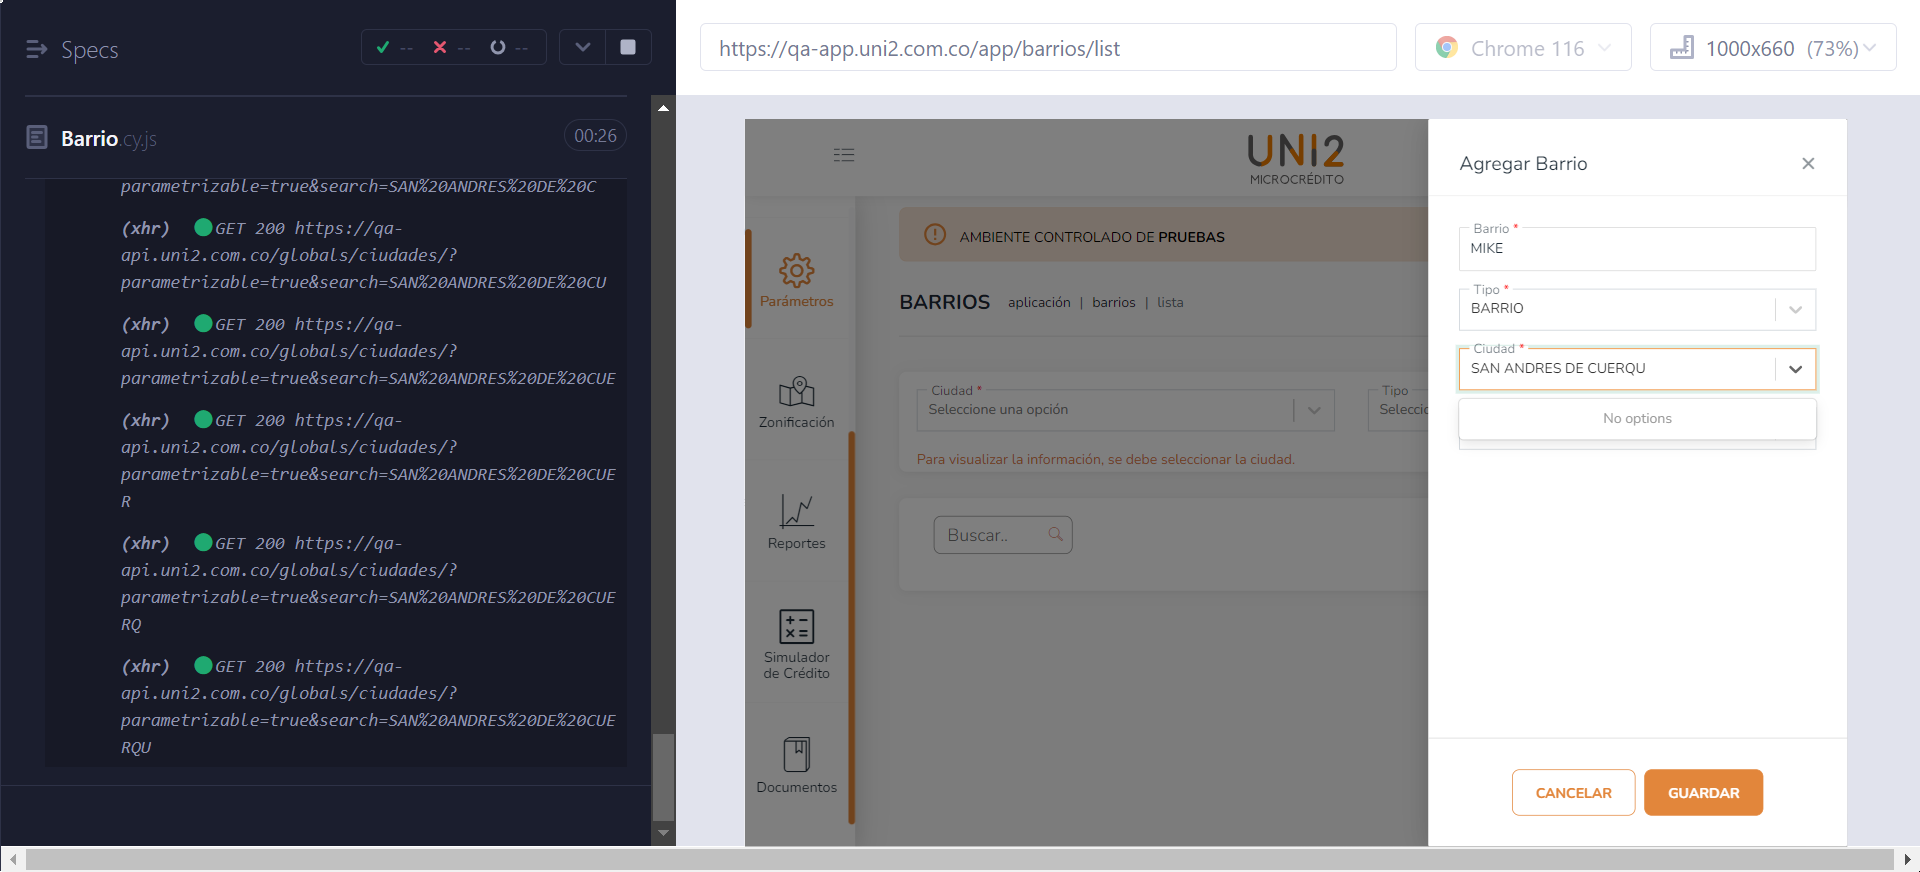 Specs
--
--
--
https://qa-app.uni2.com.co/app/barrios/list
Chrome 116
1000x660 (73%)
Barrio.cy.js
00:26
parametrizable=true&search=SAN%20ANDRES%20DE%20C
(xhr) GET 200 https://qa-
api.uni2.com.co/globals/ciudades/?
parametrizable=true&search=SAN%20ANDRES%20DE%20CU
(xhr) GET 200 https://qa-
api.uni2.com.co/globals/ciudades/?
parametrizable=true&search=SAN%20ANDRES%20DE%20CUE
(xhr) GET 200 https://qa-
api.uni2.com.co/globals/ciudades/?
parametrizable=true&search=SAN%20ANDRES%20DE%20CUE
R
(xhr) GET 200 https://qa-
api.uni2.com.co/globals/ciudades/?
parametrizable=true&search=SAN%20ANDRES%20DE%20CUE
RQ
(xhr) GET 200 https://qa-
api.uni2.com.co/globals/ciudades/?
parametrizable=true&search=SAN%20ANDRES%20DE%20CUE
RQU
UNI2
MICROCRÉDITO
Parámetros
Zonificación
Reportes
Simulador
de Crédito
Documentos
AMBIENTE CONTROLADO DE PRUEBAS
BARRIOS aplicación | barrios | lista
Ciudad *
Seleccione una opción
Tipo
Selecci
Para visualizar la información, se debe seleccionar la ciudad.
Buscar..
Agregar Barrio
Barrio *
MIKE
Tipo *
BARRIO
Ciudad *
SAN ANDRES DE CUERQU
No options
CANCELAR
GUARDAR